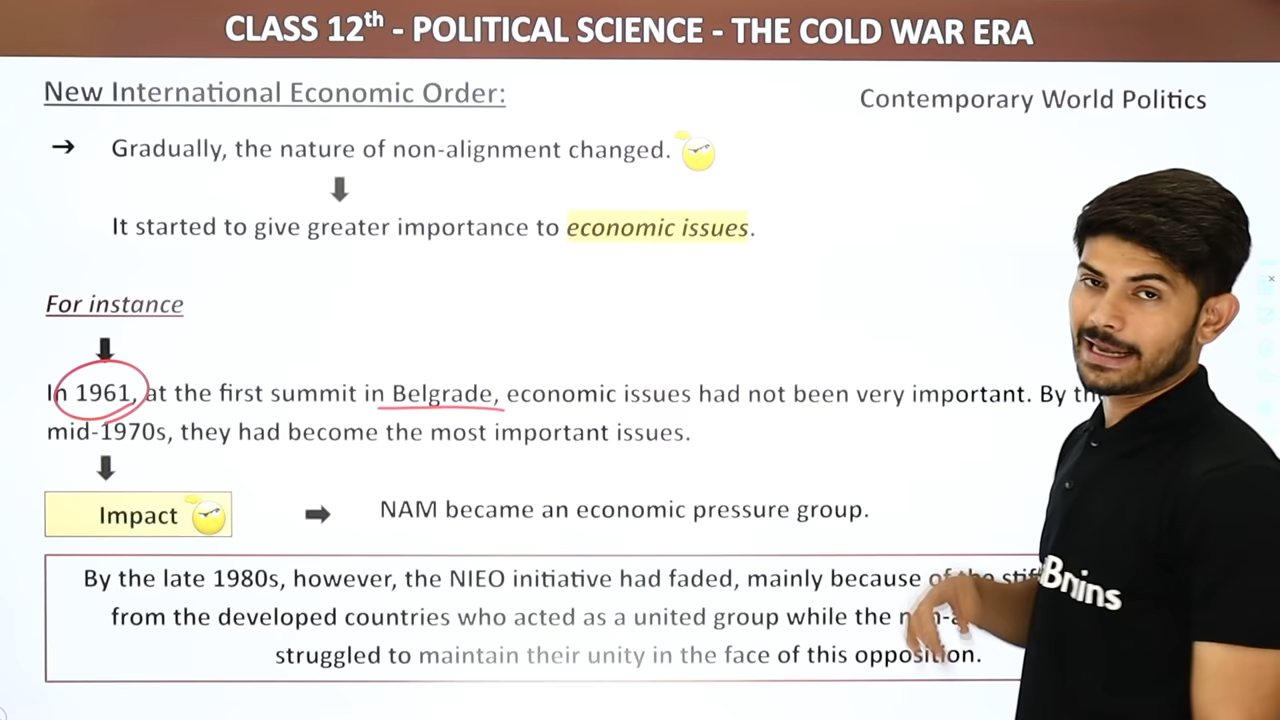 CLASS 12th - POLITICAL SCIENCE - THE COLD WAR ERA
New International Economic Order:
Contemporary World Politics
➔ Gradually, the nature of non-alignment changed.
It started to give greater importance to economic issues.
For instance
In 1961, at the first summit in Belgrade, economic issues had not been very important. By
mid-1970s, they had become the most important issues.
Impact
NAM became an economic pressure group.
By the late 1980s, however, the NIEO initiative had faded, mainly because of the
from the developed countries who acted as a united group while the
struggled to maintain their unity in the face of this opposition.
Brains